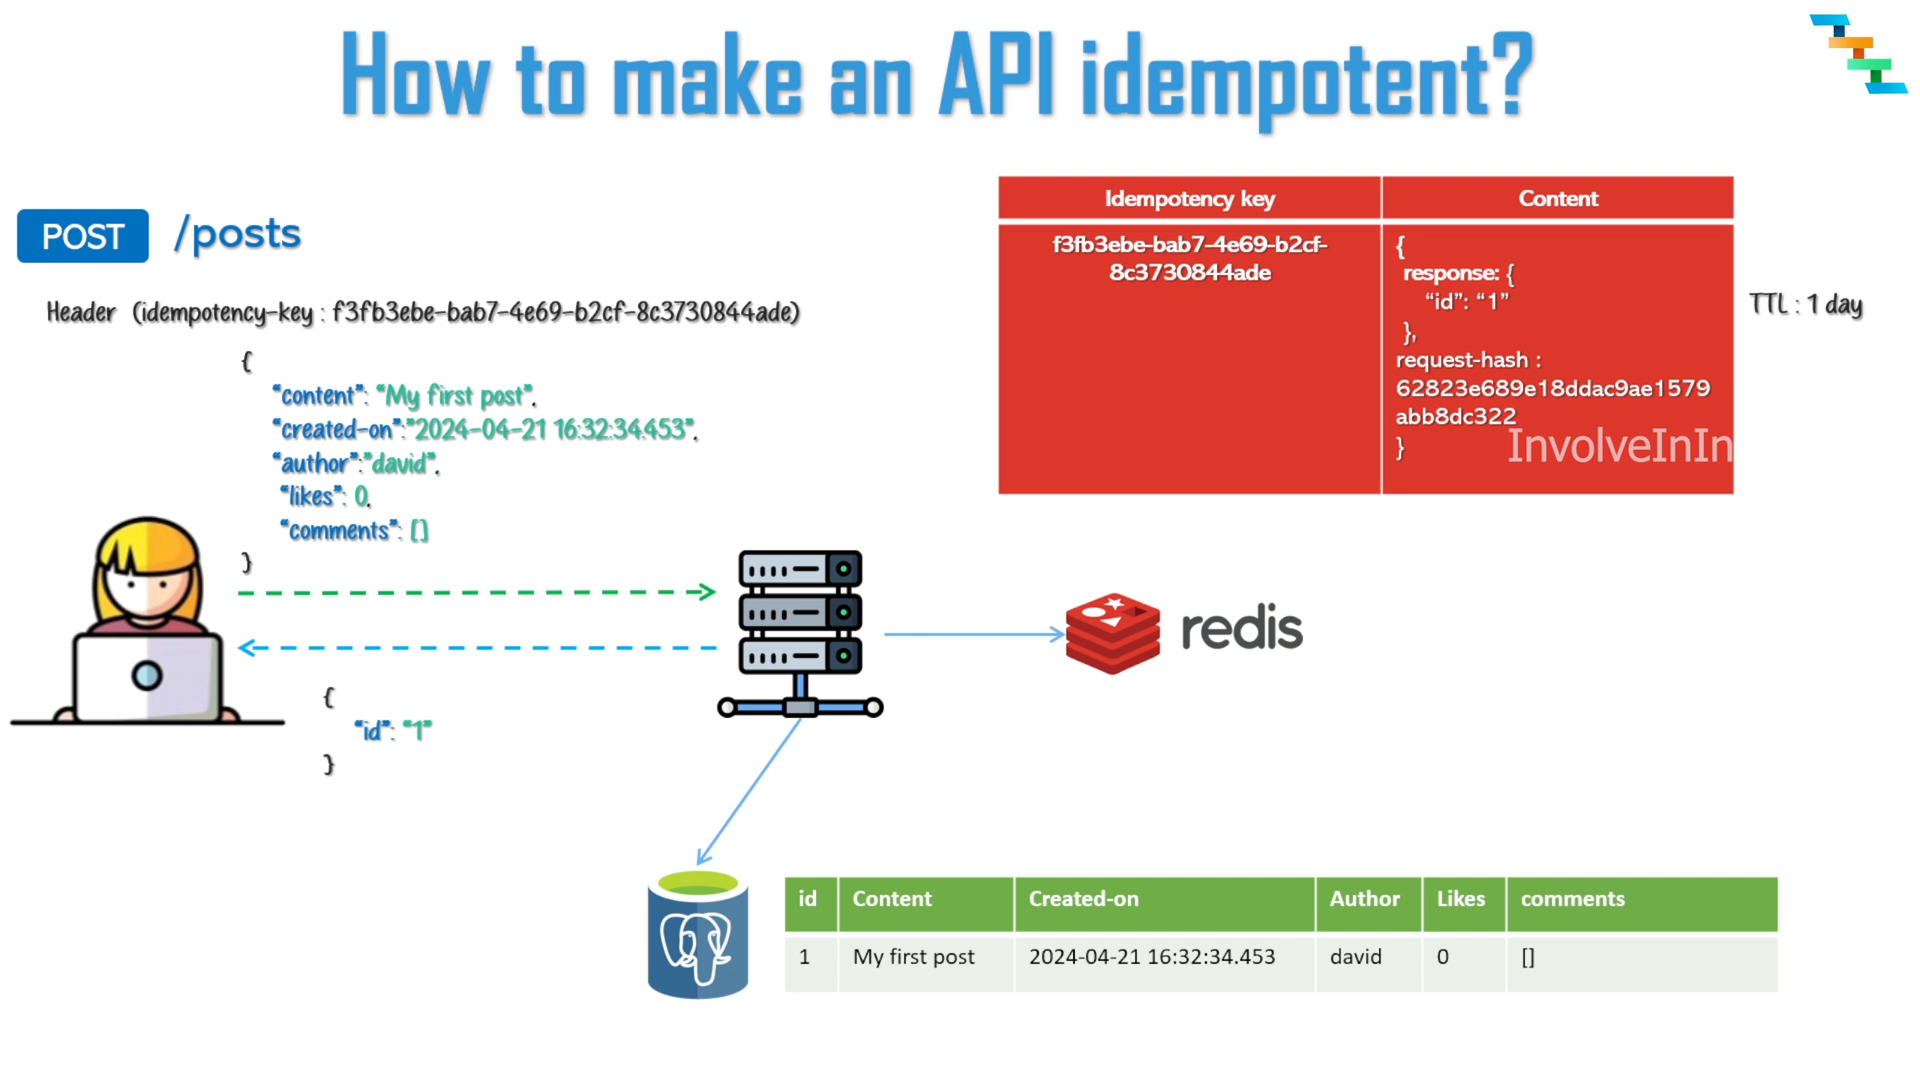 How to make an API idempotent?
POST /posts
Header (idempotency-key : f3fb3ebe-bab7-4e69-b2cf-8c3730844ade)
{
“content”: “My first post”,
“created-on”:”2024-04-21 16:32:34.453”,
“author”:”david”,
“likes”: 0,
“comments”: []
}
{
“id”: “1”
}
Idempotency key Content
f3fb3ebe-bab7-4e69-b2cf-
8c3730844ade
{
response: {
“id”: “1”
},
request-hash :
62823e689e18ddac9ae1579
abb8dc322
}
InvolveInIn
TTL : 1 day
redis
id Content Created-on Author Likes comments
1 My first post 2024-04-21 16:32:34.453 david 0 []